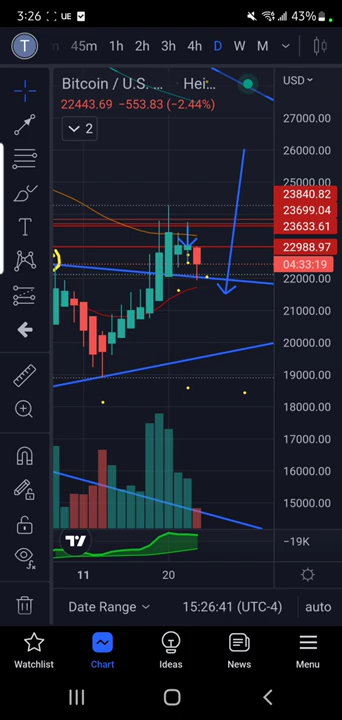 3:26 UE 43%
T m 45m 1h 2h 3h 4h D W M
Bitcoin / U.S. ... Hei...
USD
22443.69 −553.83 (−2.44%)
2
27000.00
26000.00
25000.00
23840.82
23699.04
23633.61
22988.97
04:33:19
22000.00
21000.00
20000.00
19000.00
18000.00
17000.00
16000.00
15000.00
−19K
11 20
Date Range 15:26:41 (UTC-4) auto
Watchlist Chart Ideas News Menu